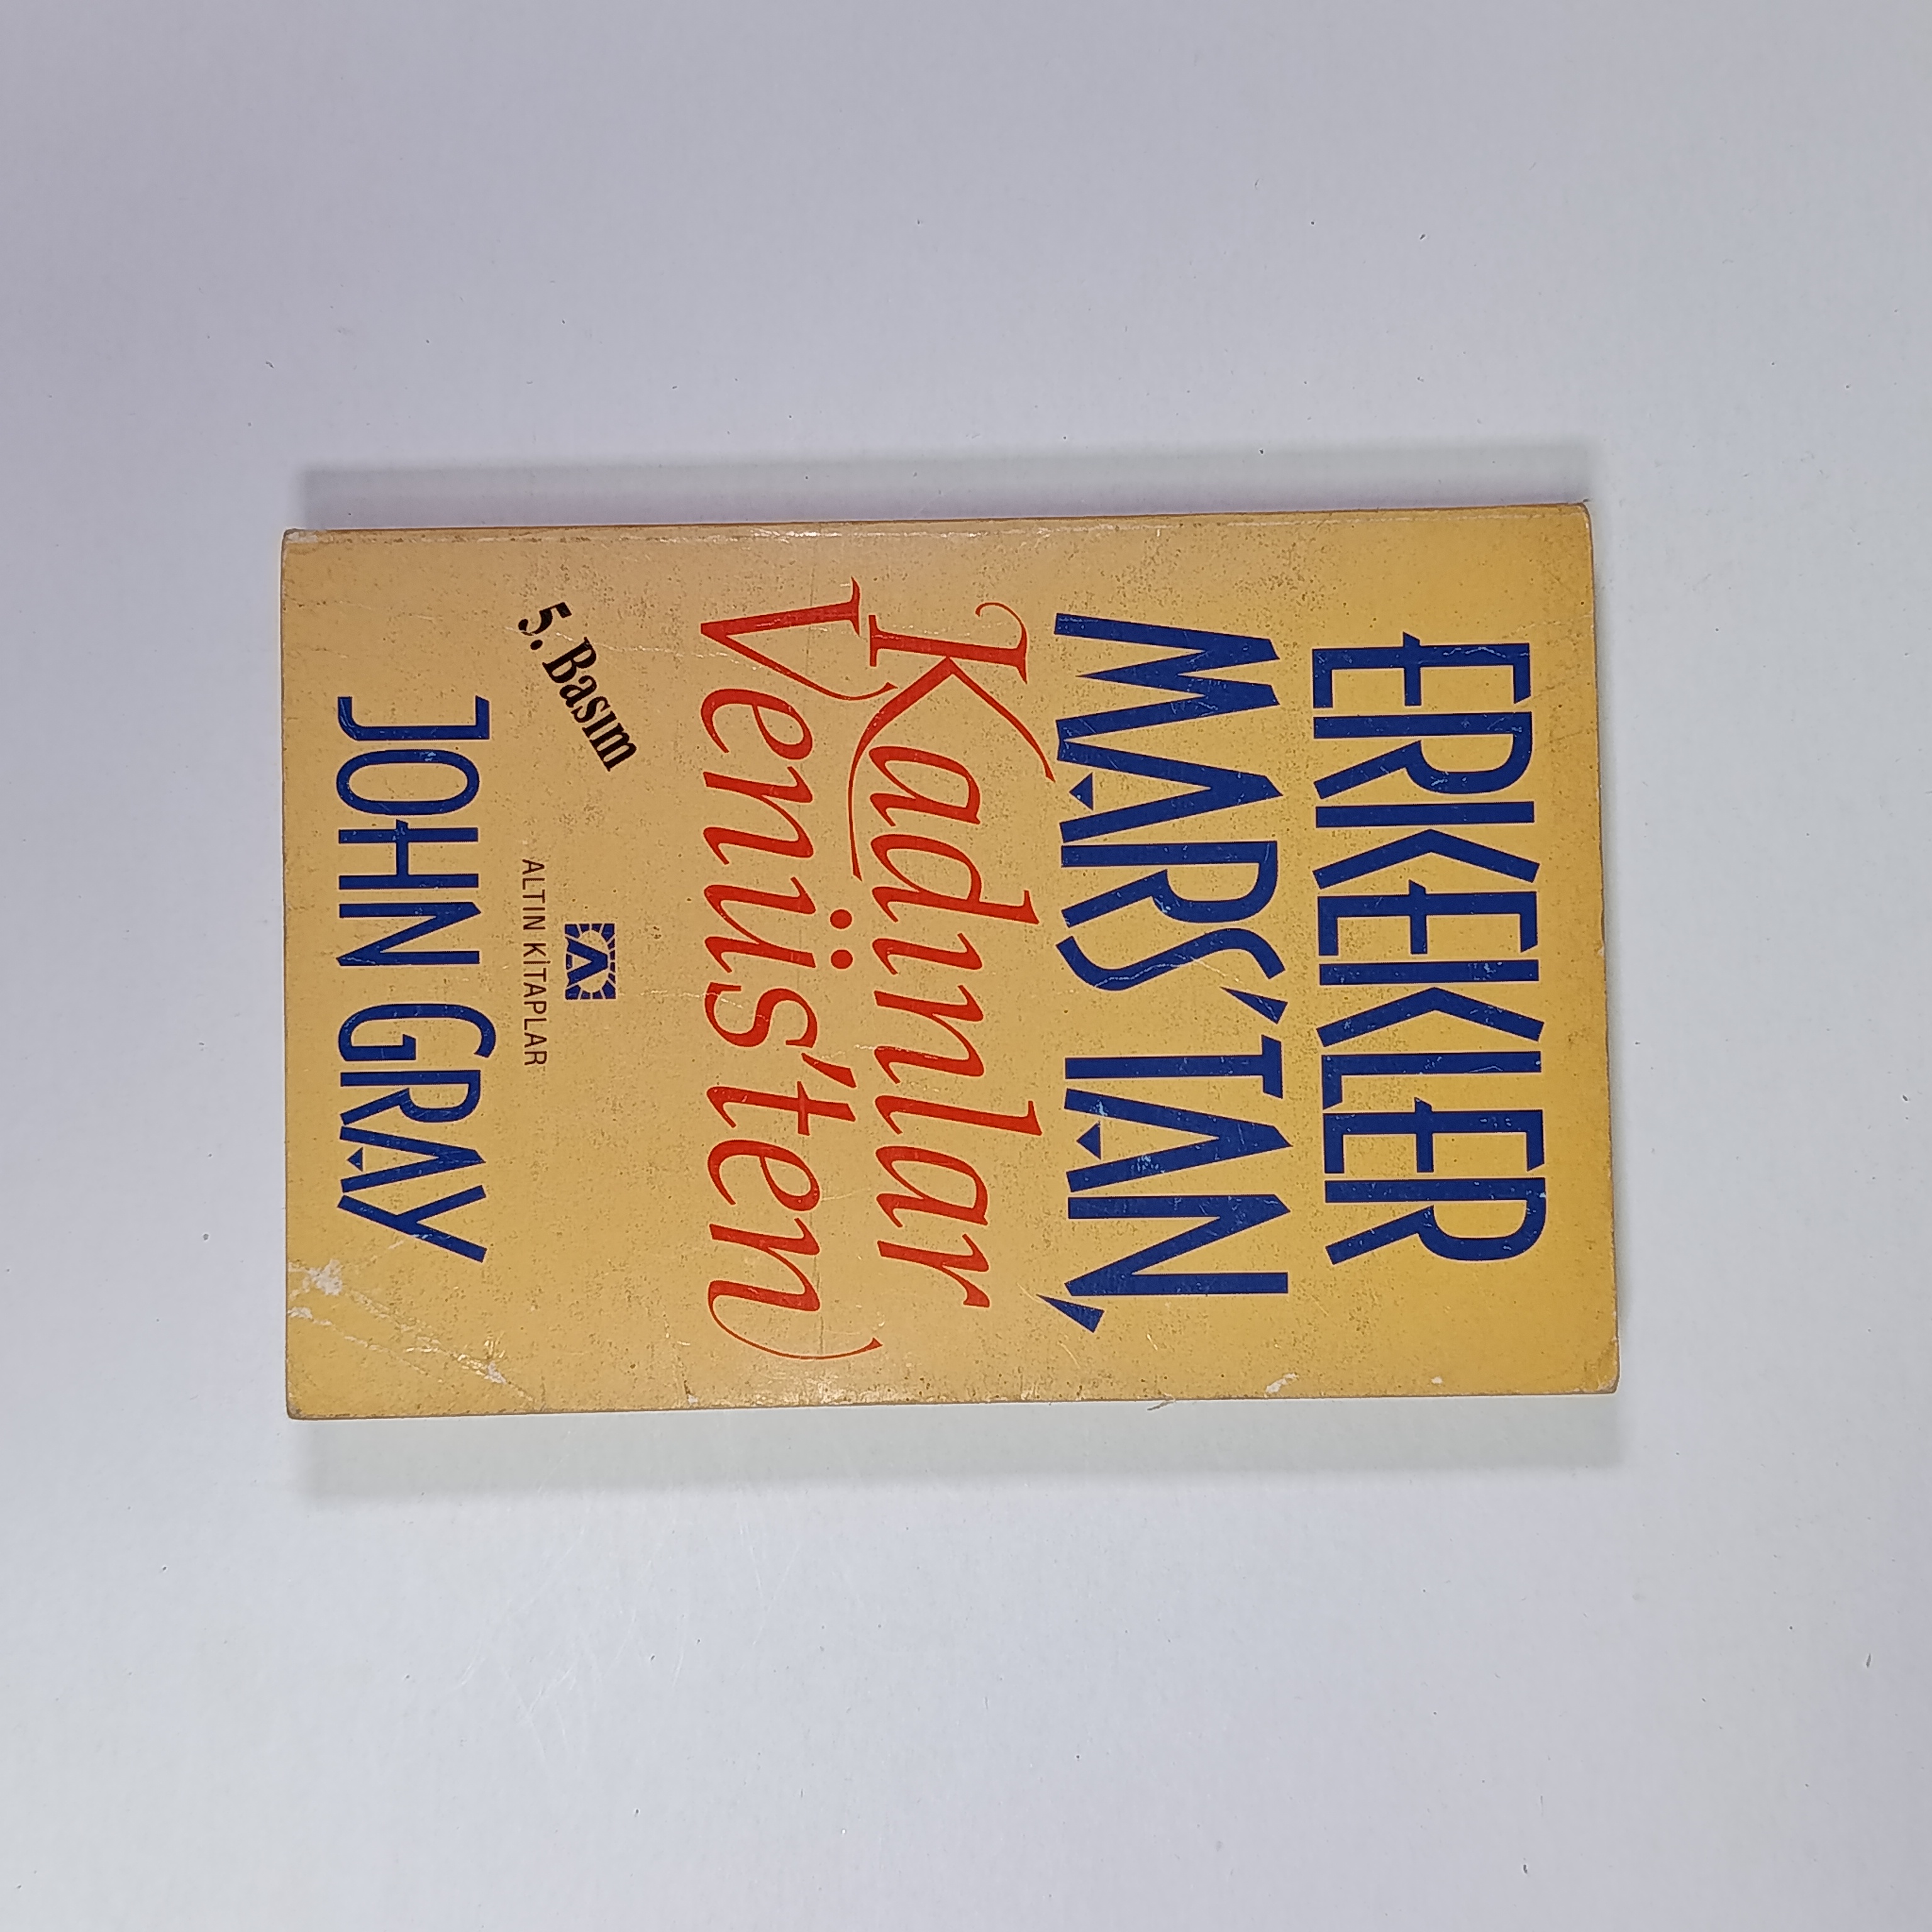 ERKEKLER
MARS'TAN,
Kadınlar
Venüs'ten
5. Basım
A
ALTIN KİTAPLAR
JOHN GRAY